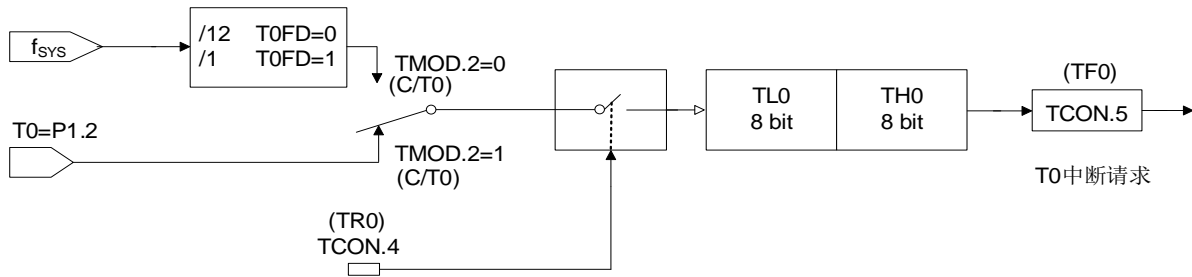 fSYS
/12 T0FD=0
/1 T0FD=1
TMOD.2=0
(C/T0)
T0=P1.2
TMOD.2=1
(C/T0)
(TR0)
TCON.4
TL0
8 bit
TH0
8 bit
(TF0)
TCON.5
T0中断请求